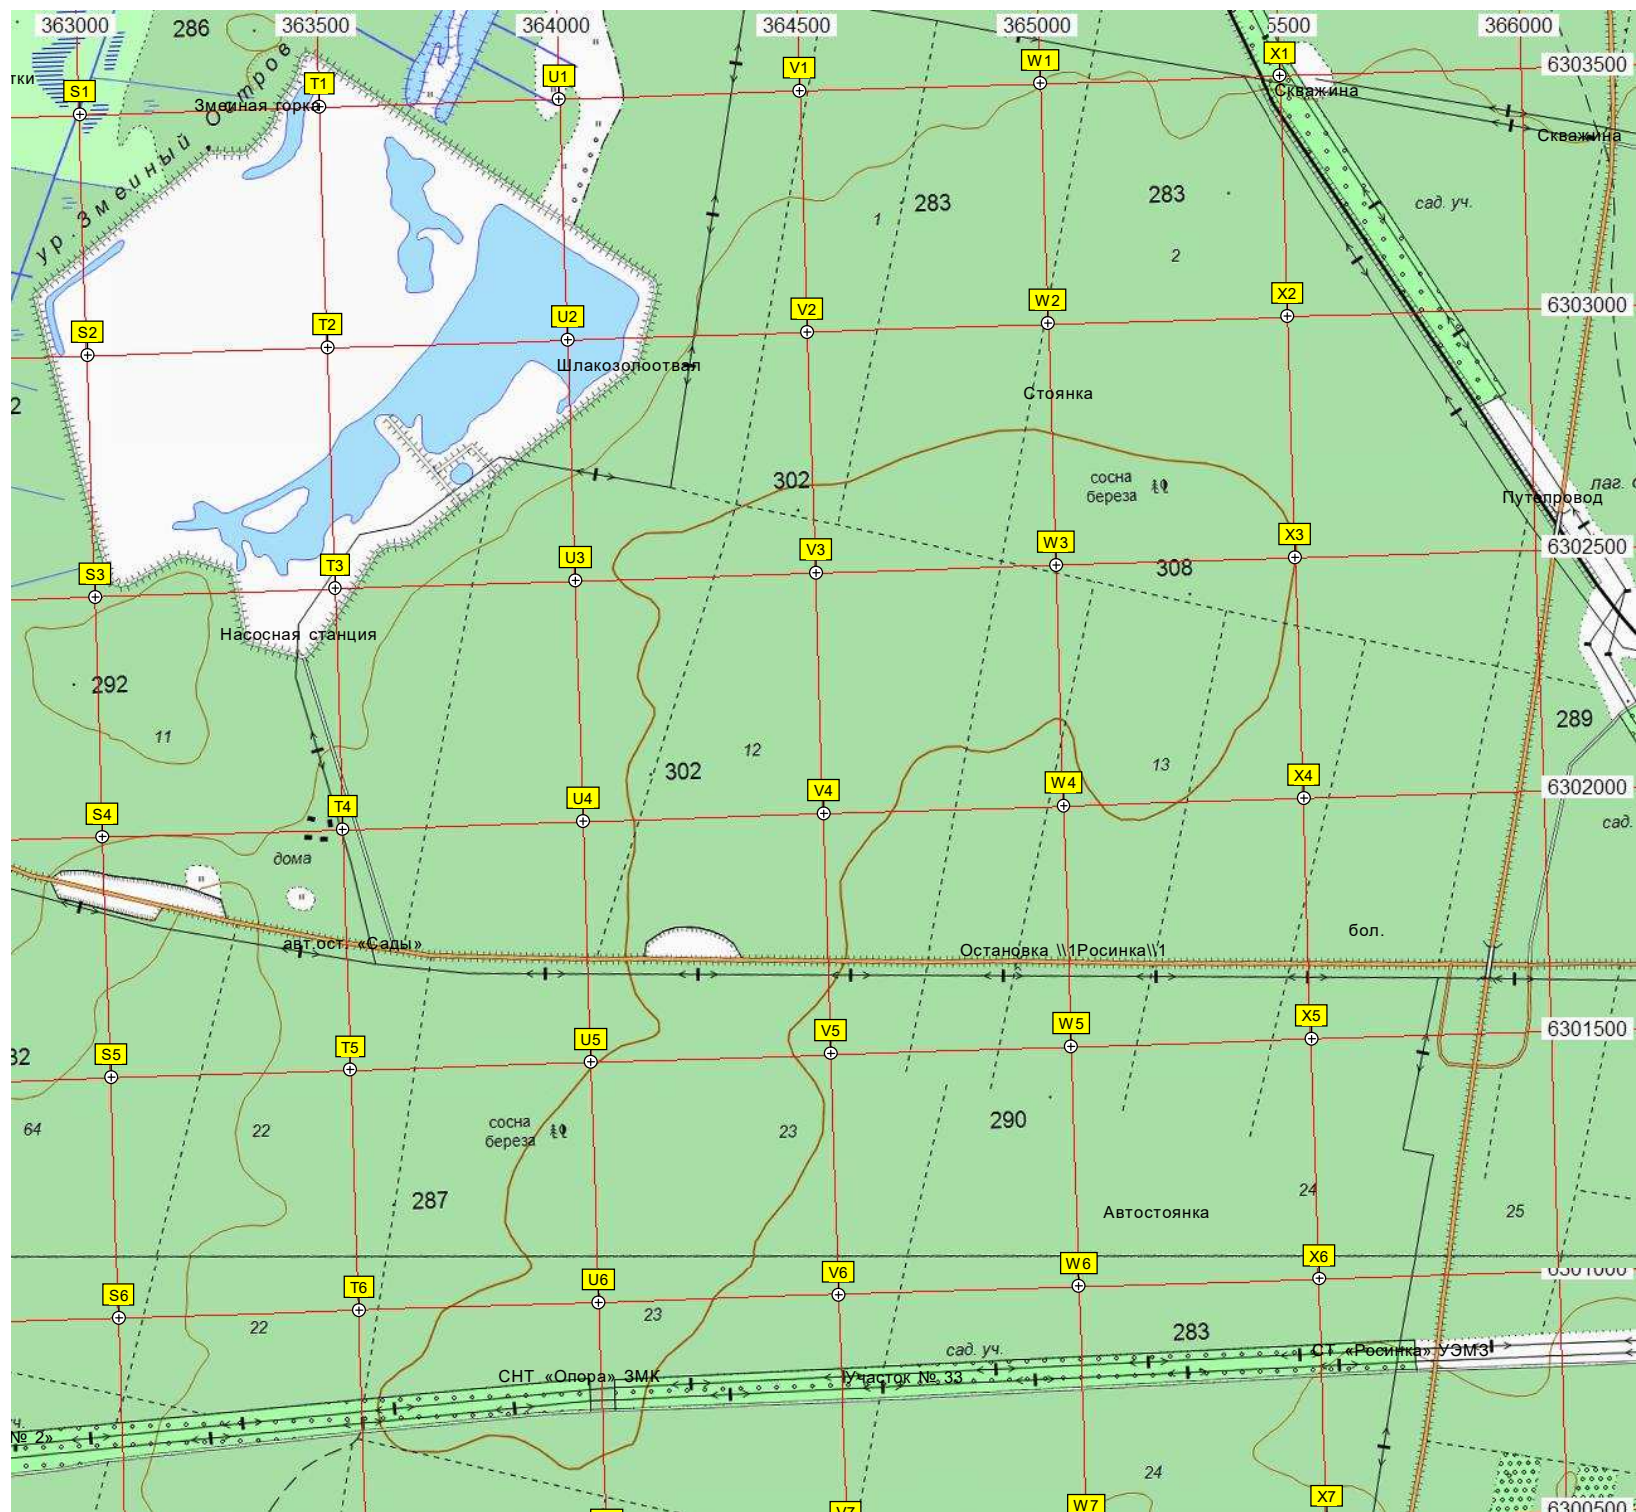 363000 363500 364000 364500 365000 5500 366000
286
6303500
тки
S1 T1 U1 V1 W1 X1
Змеиная горка
Скважина
Скважина
ур. Змеиный Остров
283
283
сад. уч.
1
2
6303000
S2 T2 U2 V2 W2 X2
Шлакозолоотвал
Стоянка
2
302
сосна
береза
лаг.
Путепровод
6302500
S3 T3 U3 V3 W3 X3
308
Насосная станция
292
289
11
12
13
302
6302000
S4 T4 U4 V4 W4 X4
сад.
дома
бол.
авт.ост. «Сады»
Остановка \\1Росинка\\1
6301500
S5 T5 U5 V5 W5 X5
32
64
22
сосна
береза
23
290
287
24
25
Автостоянка
6301000
S6 T6 U6 V6 W6 X6
22
23
283
сад. уч.
СТ «Росинка» УЭМЗ
СНТ «Опора» ЗМК
Участок № 33
ч.
№ 2»
24
V7 W7 X7
6300500